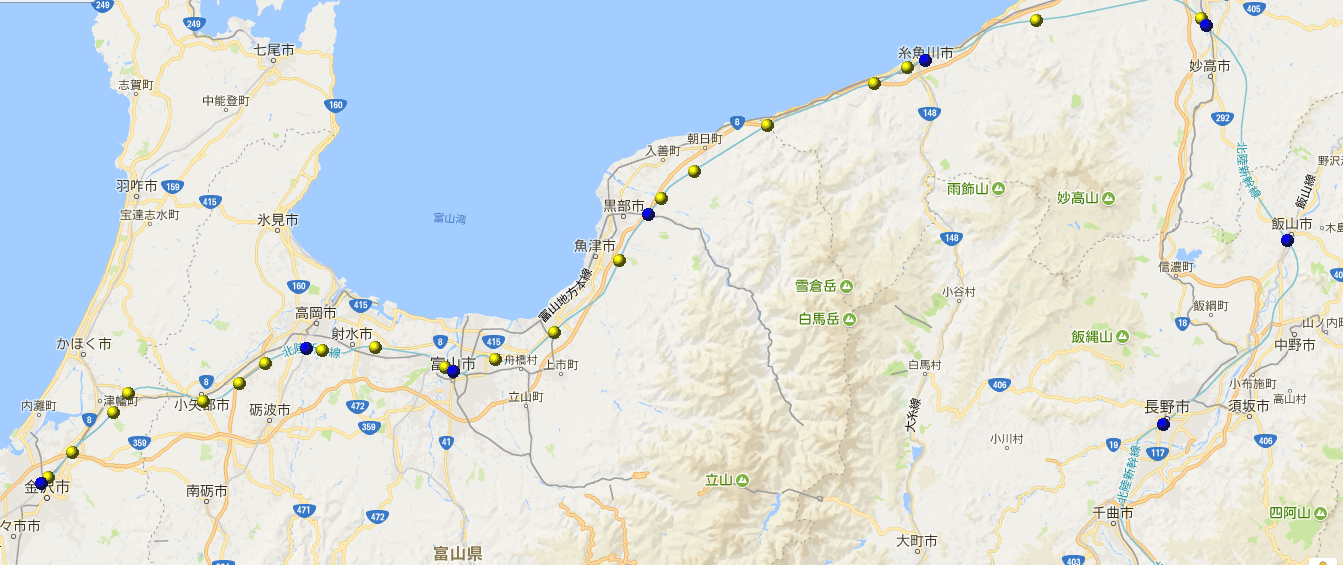 249
249
405
七尾市
糸魚川市
志賀町
妙高市
中能登町
160
8
148
292
朝日町
入善町
北陸新幹線
羽咋市
159
415
雨飾山
妙高山
飯山線
宝達志水町
氷見市
富山湾
黒部市
飯山市
魚津市
148
信濃町
160
415
富山地方本線
雪倉岳
小谷村
飯綱町
高岡市
白馬岳
18
射水市
8
415
飯縄山
中野市
かほく市
北陸新幹線
富山市
舟橋村
上市町
白馬村
8
406
小布施町
津幡町
小矢部市
砺波市
立山町
高山村
内灘町
472
長野市
須坂市
8
359
359
41
大糸線
小川村
19
117
406
北陸新幹線
金沢市
南砺市
立山
471
472
千曲市
四阿山
々市市
富山県
大町市
403